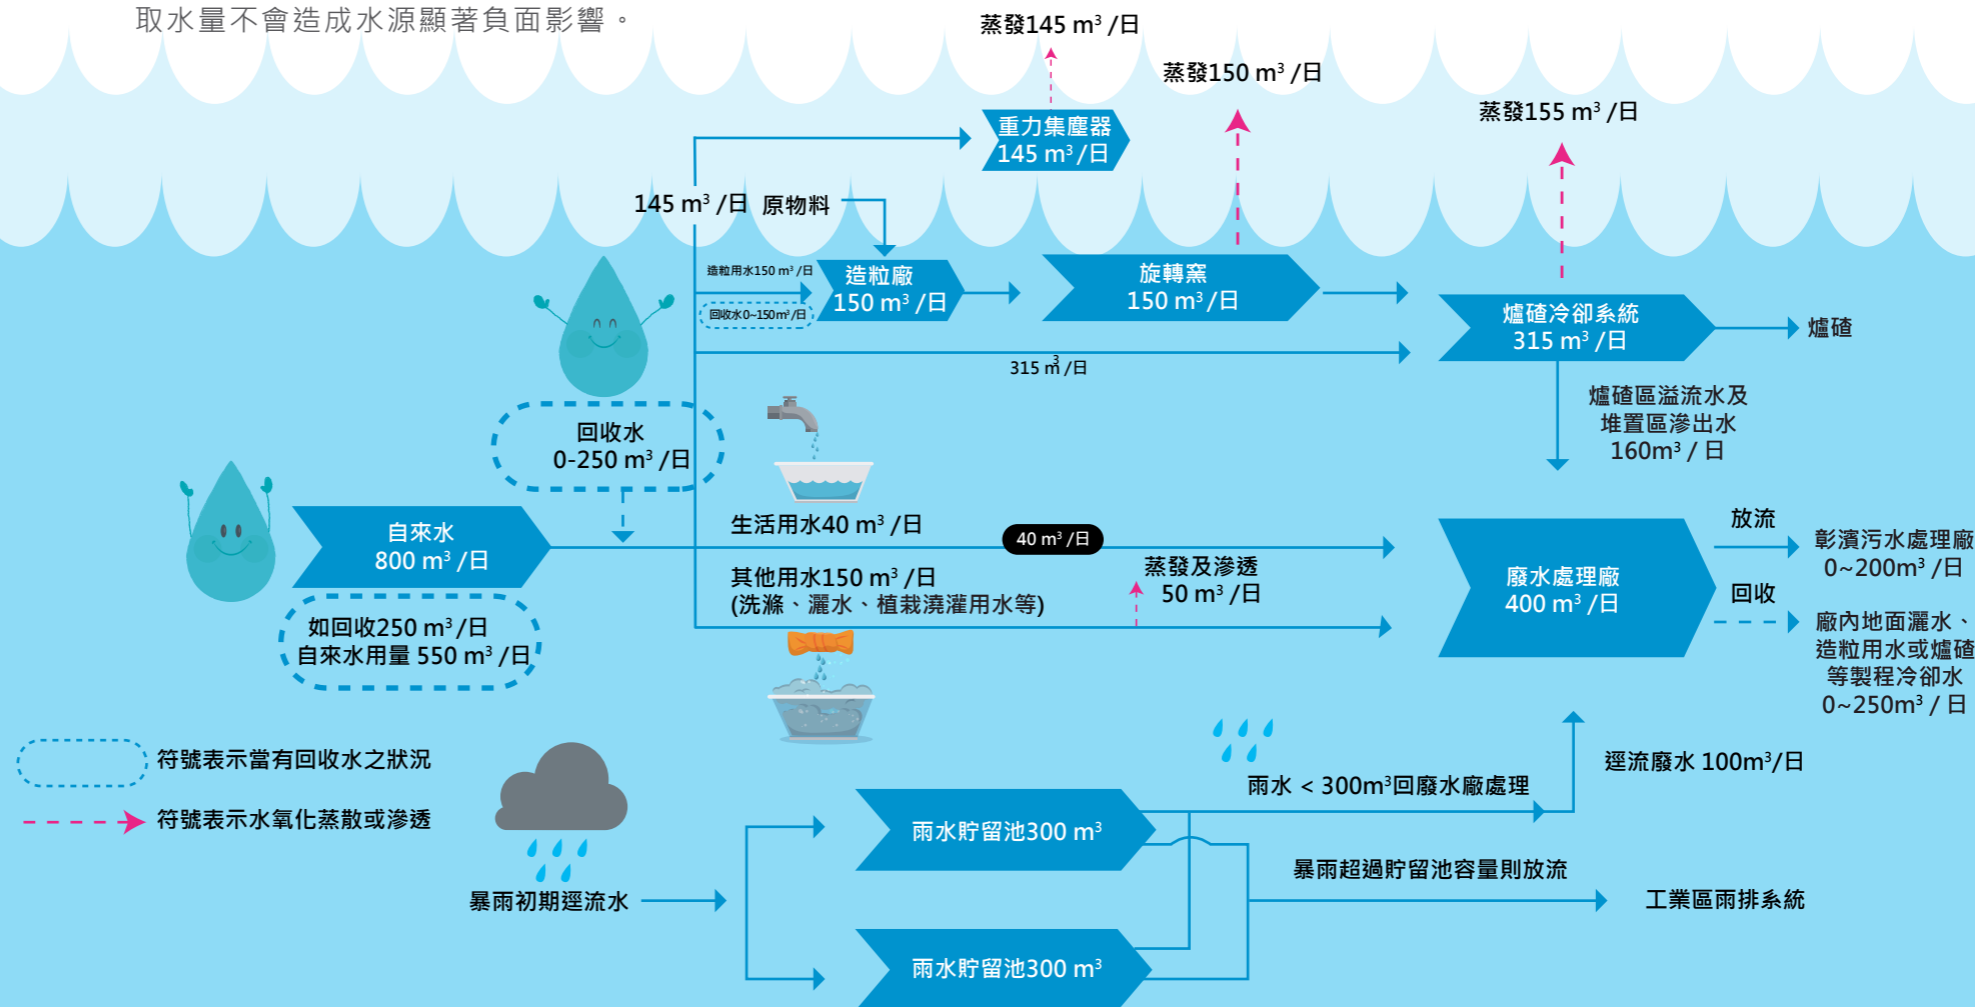 取水量不會造成水源顯著負面影響。
蒸發145 m³ /日
蒸發150 m³ /日
蒸發155 m³ /日
重力集塵器
145 m³ /日
145 m³ /日
原物料
造粒用水150 m³ /日
回收水0~150m³ /日
造粒廠
150 m³ /日
旋轉窯
150 m³ /日
爐碴冷卻系統
315 m³ /日
爐碴
315 m³ /日
爐碴區溢流水及
堆置區滲出水
160m³ / 日
回收水
0-250 m³ /日
自來水
800 m³ /日
如回收250 m³ /日
自來水用量 550 m³ /日
生活用水40 m³ /日
40 m³ /日
其他用水150 m³ /日
(洗滌、灑水、植栽澆灌用水等)
蒸發及滲透
50 m³ /日
廢水處理廠
400 m³ /日
放流
彰濱污水處理廠
0~200m³ /日
回收
廠內地面灑水、
造粒用水或爐碴
等製程冷卻水
0~250m³ / 日
符號表示當有回收水之狀況
符號表示水氧化蒸散或滲透
暴雨初期逕流水
雨水貯留池300 m³
雨水貯留池300 m³
雨水 < 300m³回廢水廠處理
逕流廢水 100m³/日
暴雨超過貯留池容量則放流
工業區雨排系統